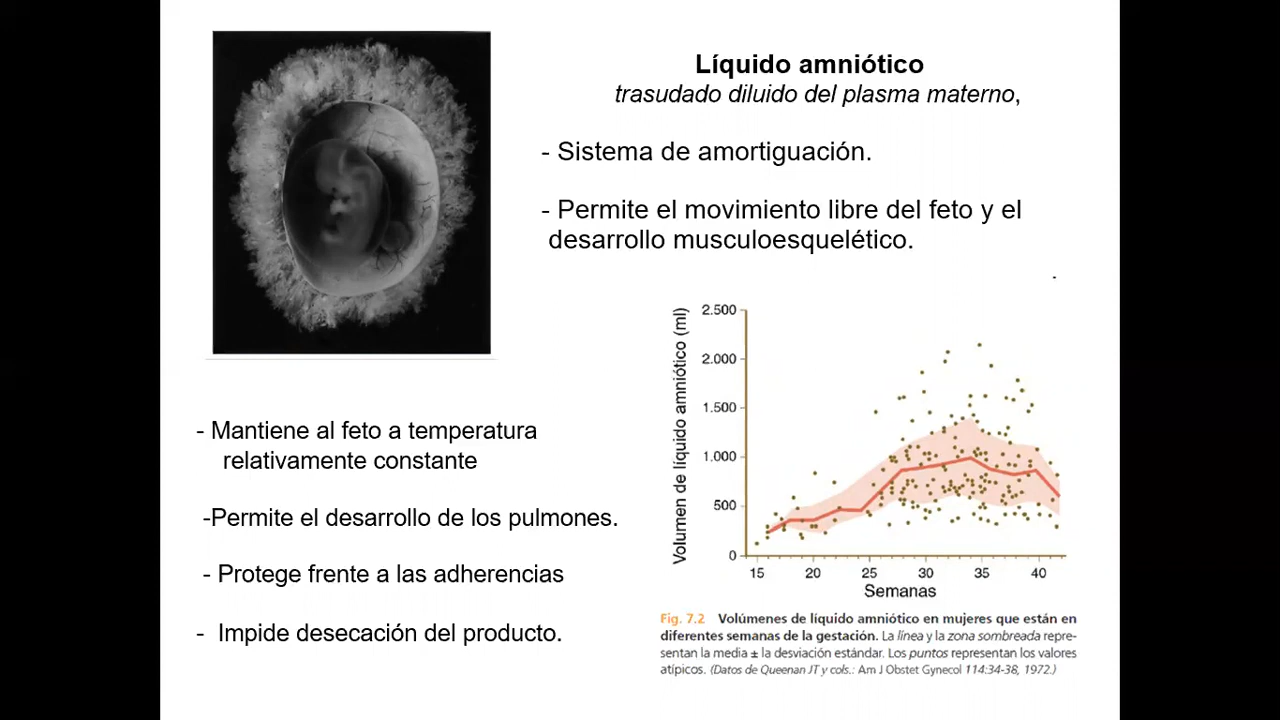 Líquido amniótico
trasudado diluido del plasma materno,
- Sistema de amortiguación.
- Permite el movimiento libre del feto y el
desarrollo musculoesquelético.
- Mantiene al feto a temperatura
relativamente constante
-Permite el desarrollo de los pulmones.
- Protege frente a las adherencias
- Impide desecación del producto.
Volumen de líquido amniótico (ml)
2.500
2.000
1.500
1.000
500
0
15 20 25 30 35 40
Semanas
Fig. 7.2 Volúmenes de líquido amniótico en mujeres que están en
diferentes semanas de la gestación. La línea y la zona sombreada repre-
sentan la media ± la desviación estándar. Los puntos representan los valores
atípicos. (Datos de Queenan JT y cols.: Am J Obstet Gynecol 114:34-38, 1972.)